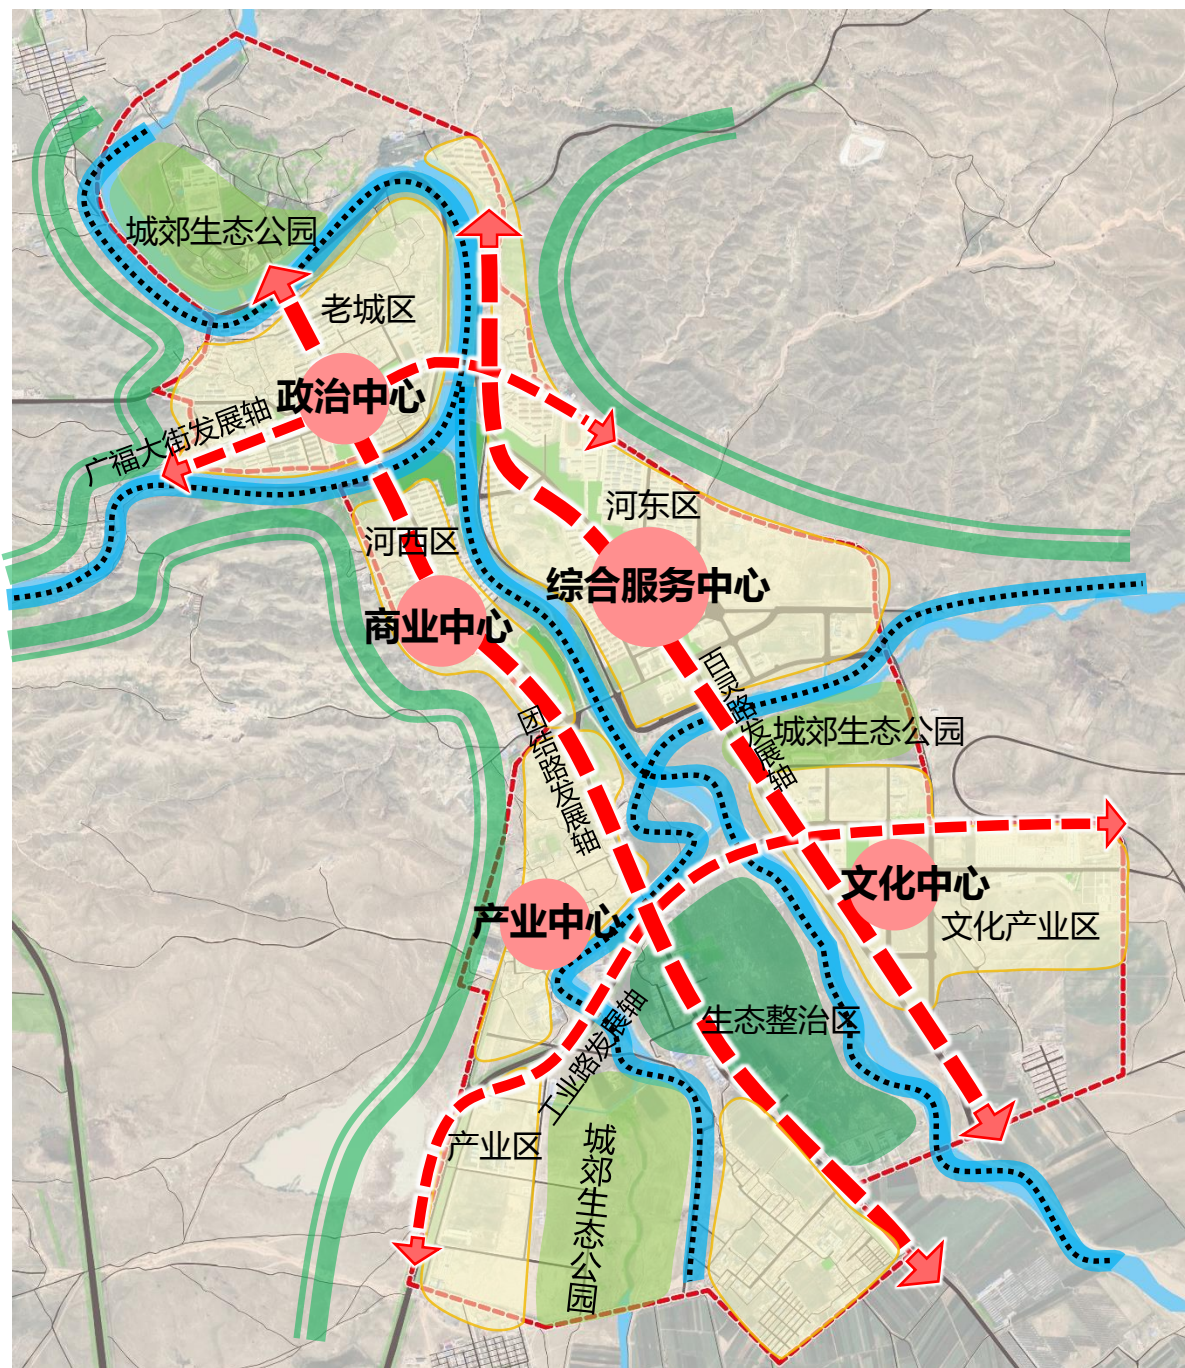 城郊生态公园
老城区
政治中心
广福大街发展轴
河东区
河西区
综合服务中心
商业中心
百灵路发展轴
团结路发展轴
城郊生态公园
文化中心
产业中心
文化产业区
生态整治区
工业路发展轴
产业区
城郊生态公园